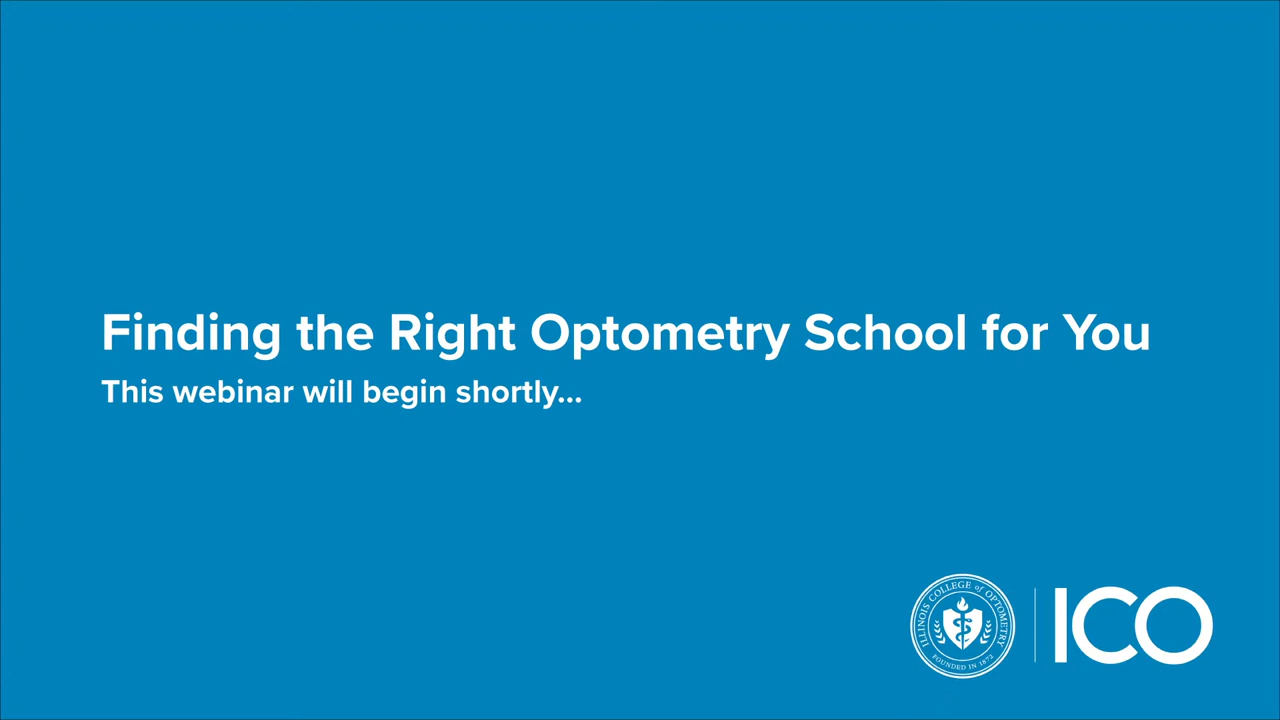 Finding the Right Optometry School for You
This webinar will begin shortly...
ILLINOIS COLLEGE of OPTOMETRY
FOUNDED IN 1872
ICO